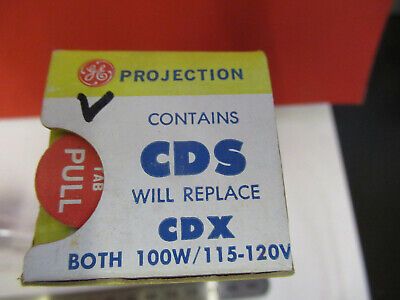 GE PROJECTION
CONTAINS
CDS
WILL REPLACE
CDX
BOTH 100W/115-120V
TAB
PULL